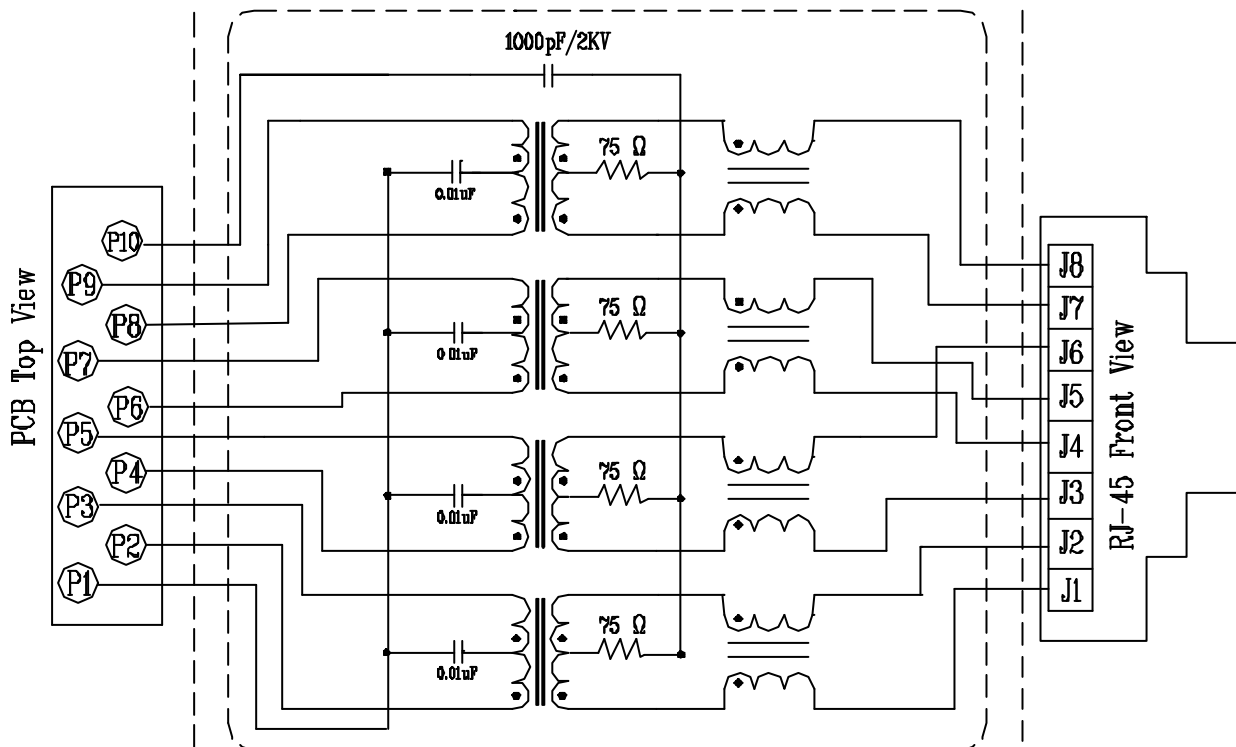 1000pF/2KV
75 Ω
0.01uF
P10
J8
P9
J7
P8
75 Ω
J6
0.01uF
P7
J5
P6
PCB Top View
RJ-45 Front View
P5
J4
P4
75 Ω
J3
P3
0.01uF
P2
J2
P1
J1
75 Ω
0.01uF